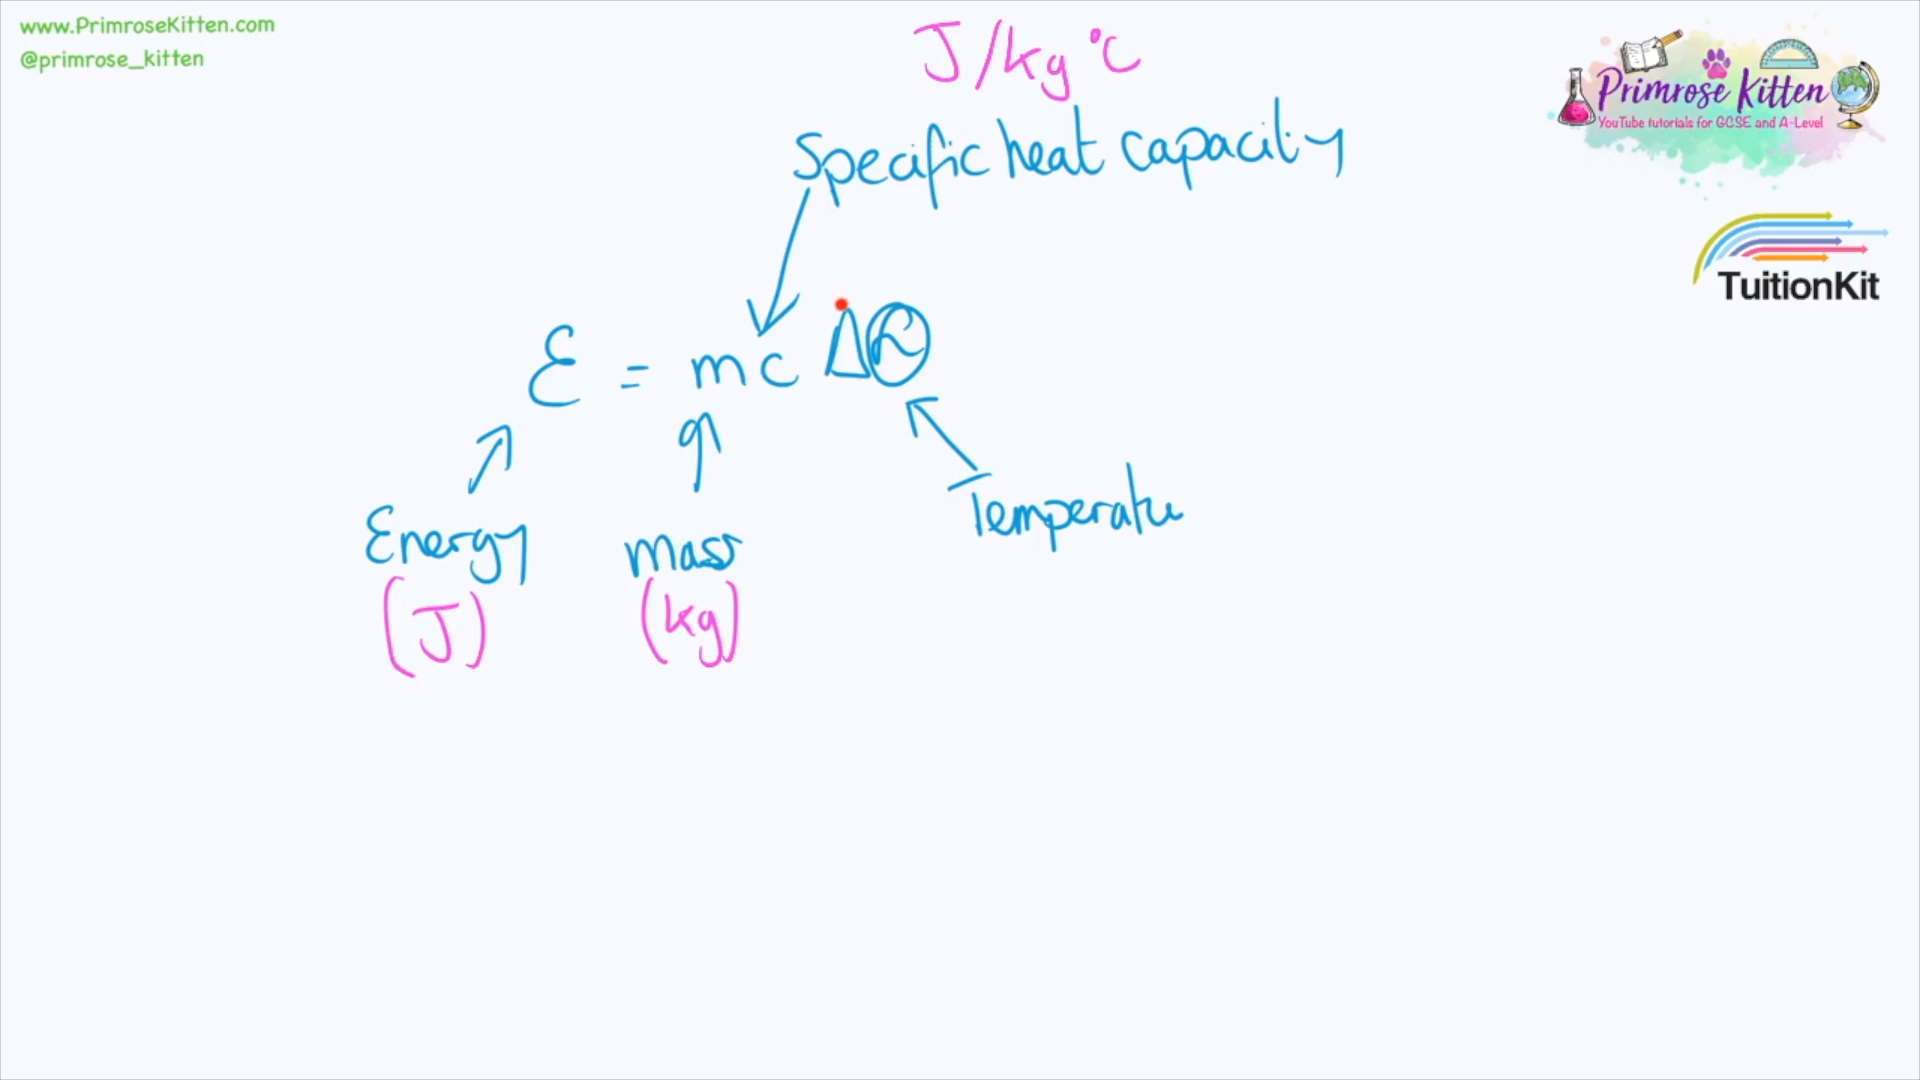 www.PrimroseKitten.com
@primrose_kitten
J/kg°C
Primrose Kitten
YouTube tutorials for GCSE and A-Level
Specific heat capacity
TuitionKit
E = mc Δ
Energy
mass
Temperatu
(J)
(kg)